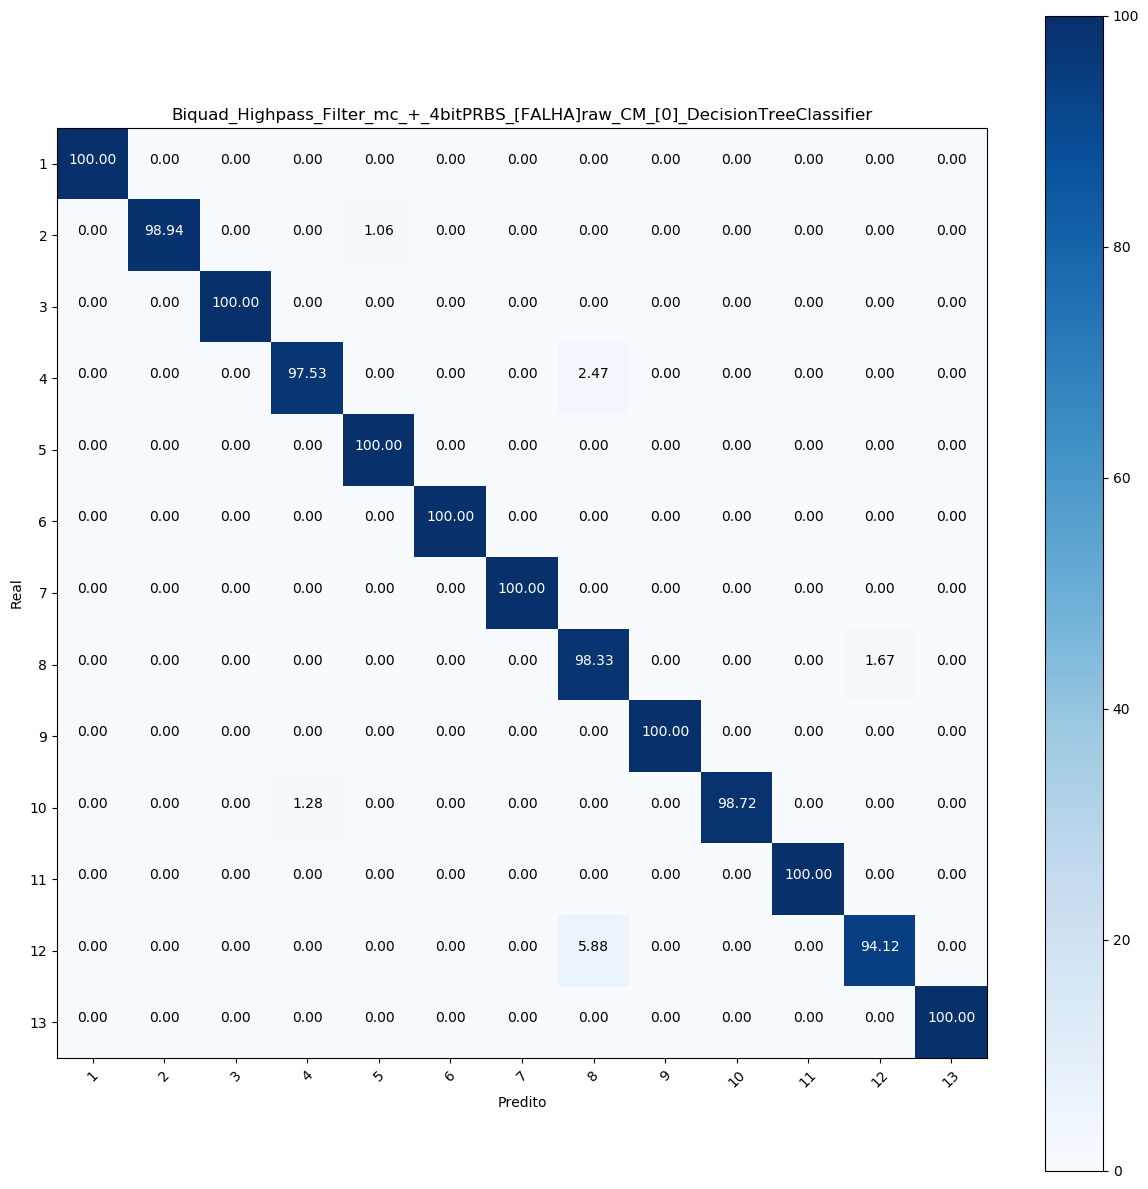 Biquad_Highpass_Filter_mc_+_4bitPRBS_[FALHA]raw_CM_[0]_DecisionTreeClassifier
1 100.00 0.00 0.00 0.00 0.00 0.00 0.00 0.00 0.00 0.00 0.00 0.00 0.00
2 0.00 98.94 0.00 0.00 1.06 0.00 0.00 0.00 0.00 0.00 0.00 0.00 0.00
3 0.00 0.00 100.00 0.00 0.00 0.00 0.00 0.00 0.00 0.00 0.00 0.00 0.00
4 0.00 0.00 0.00 97.53 0.00 0.00 0.00 2.47 0.00 0.00 0.00 0.00 0.00
5 0.00 0.00 0.00 0.00 100.00 0.00 0.00 0.00 0.00 0.00 0.00 0.00 0.00
6 0.00 0.00 0.00 0.00 0.00 100.00 0.00 0.00 0.00 0.00 0.00 0.00 0.00
7 0.00 0.00 0.00 0.00 0.00 0.00 100.00 0.00 0.00 0.00 0.00 0.00 0.00
8 0.00 0.00 0.00 0.00 0.00 0.00 0.00 98.33 0.00 0.00 0.00 1.67 0.00
9 0.00 0.00 0.00 0.00 0.00 0.00 0.00 0.00 100.00 0.00 0.00 0.00 0.00
10 0.00 0.00 0.00 1.28 0.00 0.00 0.00 0.00 0.00 98.72 0.00 0.00 0.00
11 0.00 0.00 0.00 0.00 0.00 0.00 0.00 0.00 0.00 0.00 100.00 0.00 0.00
12 0.00 0.00 0.00 0.00 0.00 0.00 0.00 5.88 0.00 0.00 0.00 94.12 0.00
13 0.00 0.00 0.00 0.00 0.00 0.00 0.00 0.00 0.00 0.00 0.00 0.00 100.00
1 2 3 4 5 6 7 8 9 10 11 12 13
Predito
Real
100
80
60
40
20
0